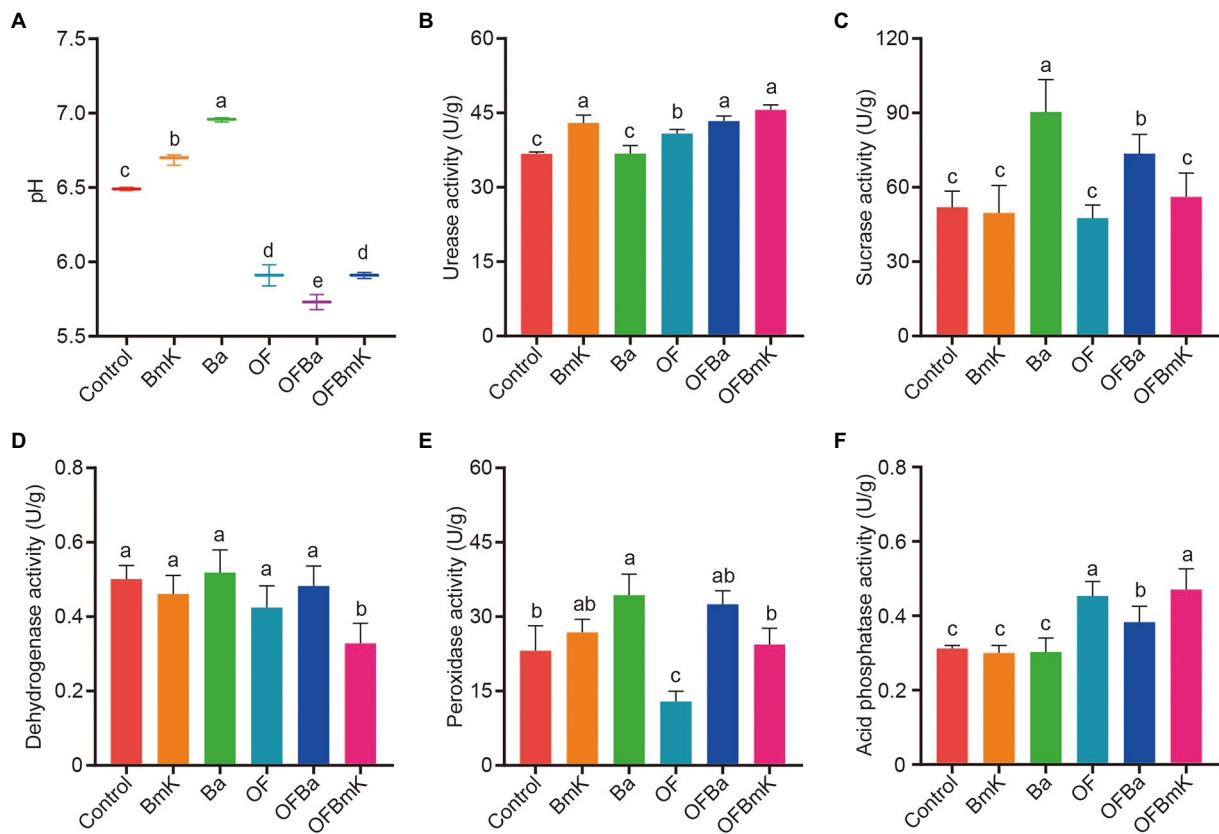 A
pH
7.5
7.0
6.5
6.0
5.5
c
b
a
d
e
d
Control
BmK
Ba
OF
OFBa
OFBmK
B
Urease activity (U/g)
60
45
30
15
0
c
a
c
b
a
a
Control
BmK
Ba
OF
OFBa
OFBmK
C
Sucrase activity (U/g)
120
90
60
30
0
c
c
a
c
b
c
Control
BmK
Ba
OF
OFBa
OFBmK
D
Dehydrogenase activity (U/g)
0.8
0.6
0.4
0.2
0
a
a
a
a
a
b
Control
BmK
Ba
OF
OFBa
OFBmK
E
Peroxidase activity (U/g)
60
45
30
15
0
b
ab
a
c
ab
b
Control
BmK
Ba
OF
OFBa
OFBmK
F
Acid phosphatase activity (U/g)
0.8
0.6
0.4
0.2
0
c
c
c
a
b
a
Control
BmK
Ba
OF
OFBa
OFBmK